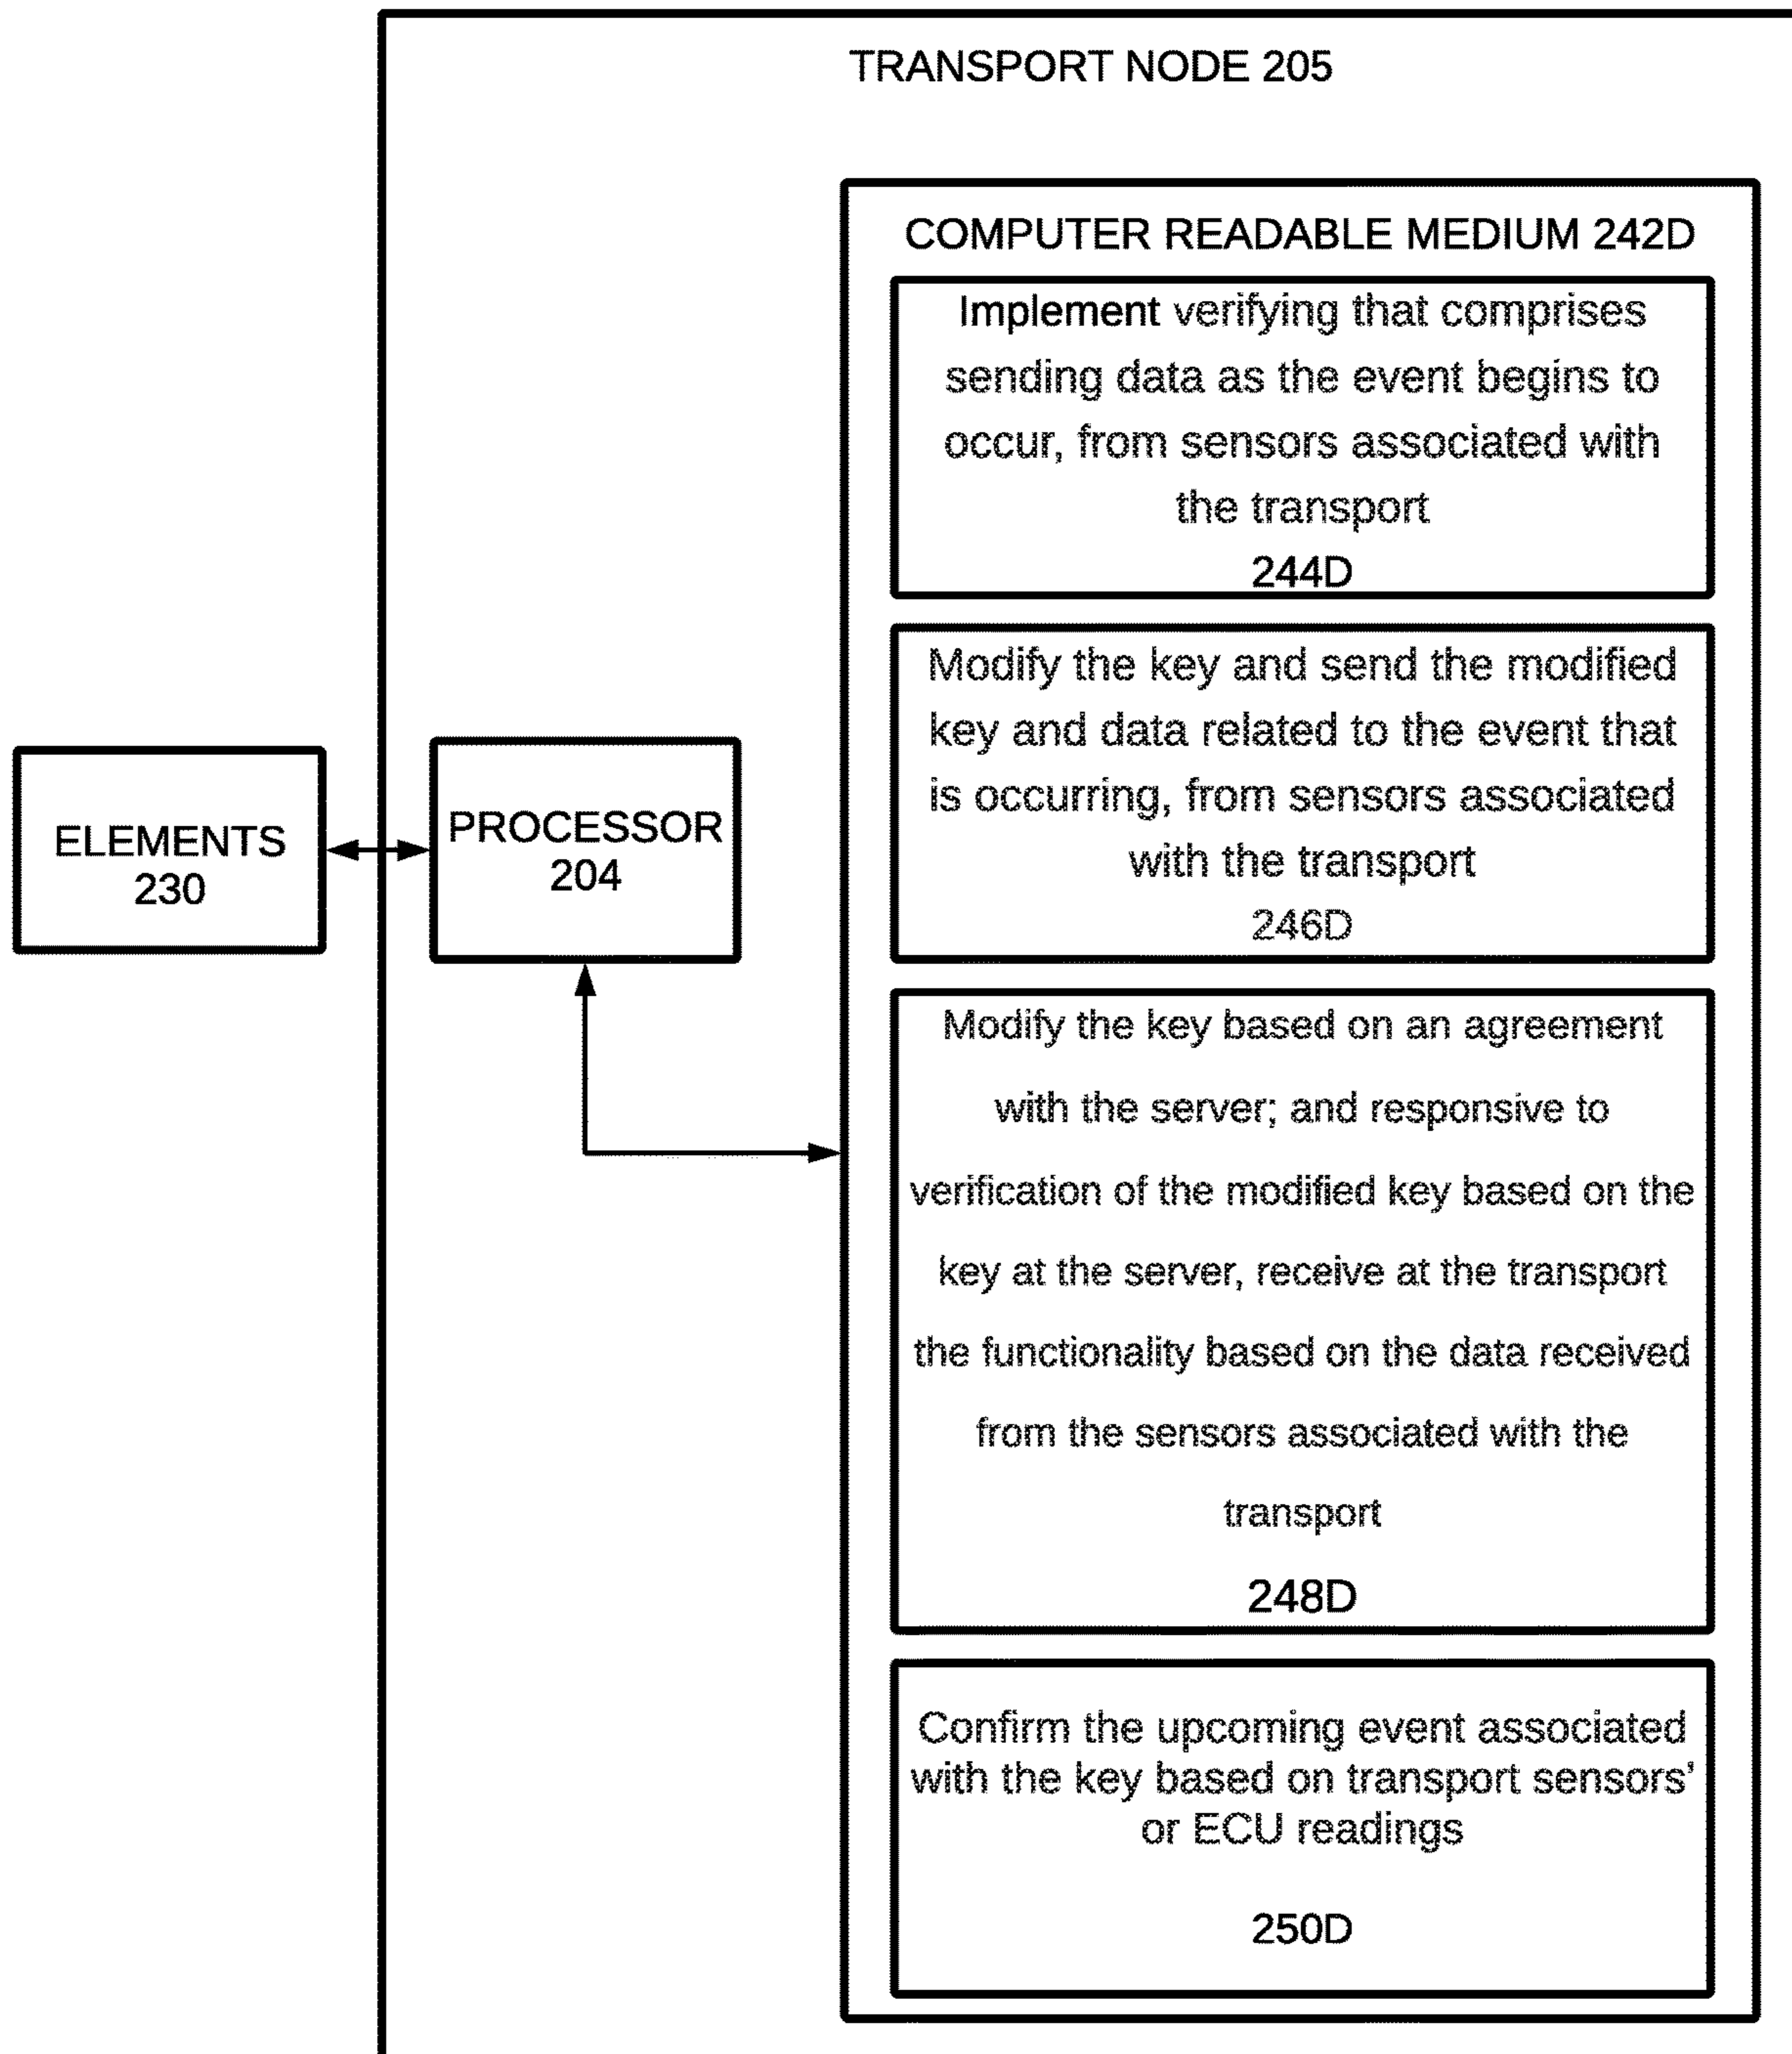 TRANSPORT NODE 205
COMPUTER READABLE MEDIUM 242D
Implement verifying that comprises
sending data as the event begins to
occur, from sensors associated with
the transport
244D
Modify the key and send the modified
key and data related to the event that
is occurring, from sensors associated
with the transport
246D
ELEMENTS
230
PROCESSOR
204
Modify the key based on an agreement
with the server; and responsive to
verification of the modified key based on the
key at the server, receive at the transport
the functionality based on the data received
from the sensors associated with the
transport
248D
Confirm the upcoming event associated
with the key based on transport sensors’
or ECU readings
250D